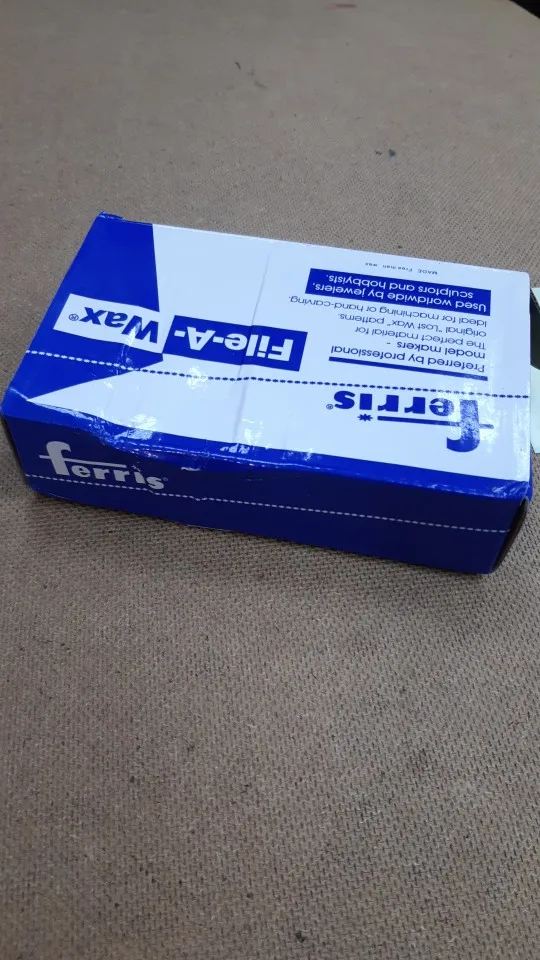 ferris®
Preferred by professional
model makers -
The perfect material for
original "Lost Wax" patterns.
Ideal for machining or hand-carving.
Used worldwide by jewelers,
sculptors and hobbyists.
File-A-Wax®
ferris®